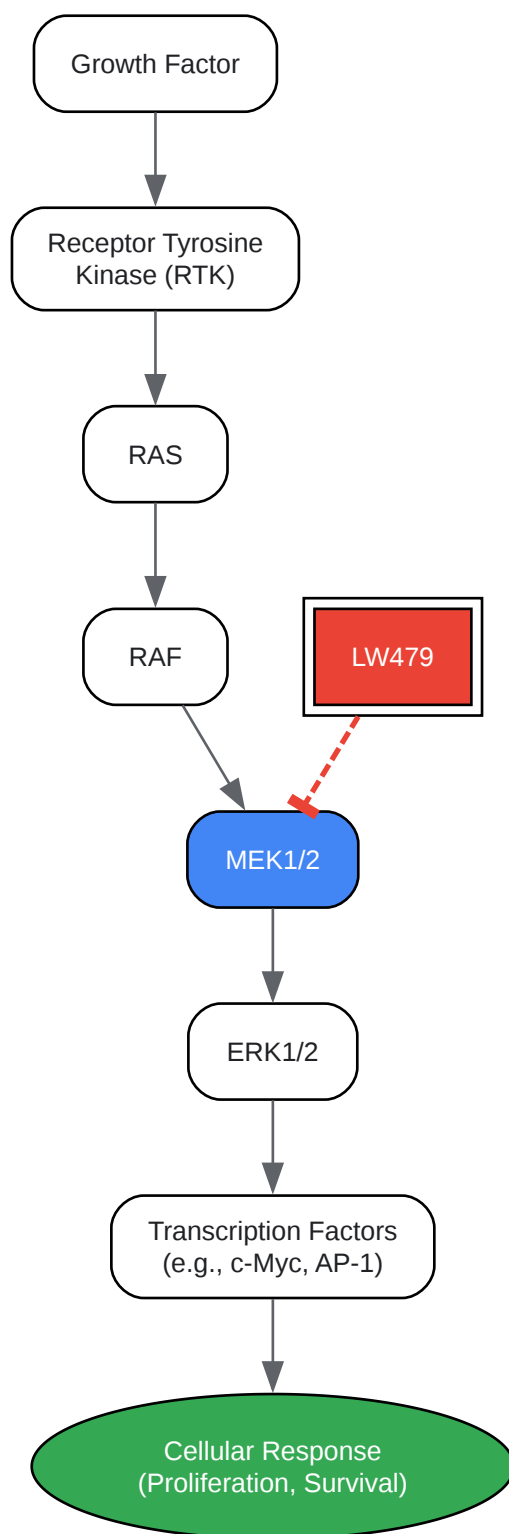 Growth Factor
Receptor Tyrosine
Kinase (RTK)
RAS
RAF
LW479
MEK1/2
ERK1/2
Transcription Factors
(e.g., c-Myc, AP-1)
Cellular Response
(Proliferation, Survival)